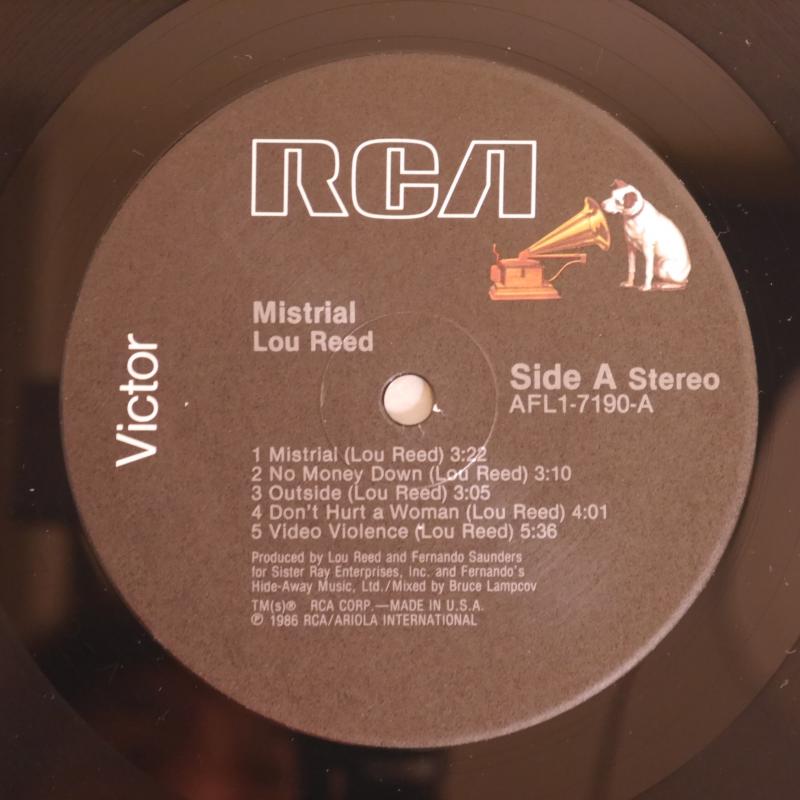 RCA
Mistrial
Lou Reed
Victor
Side A Stereo
AFL1-7190-A
1 Mistrial (Lou Reed) 3:22
2 No Money Down (Lou Reed) 3:10
3 Outside (Lou Reed) 3:05
4 Don't Hurt a Woman (Lou Reed) 4:01
5 Video Violence (Lou Reed) 5:36
Produced by Lou Reed and Fernando Saunders
for Sister Ray Enterprises, Inc. and Fernando's
Hide-Away Music, Ltd./Mixed by Bruce Lampcov
TM(s)® RCA CORP.—MADE IN U.S.A.
℗ 1986 RCA/ARIOLA INTERNATIONAL